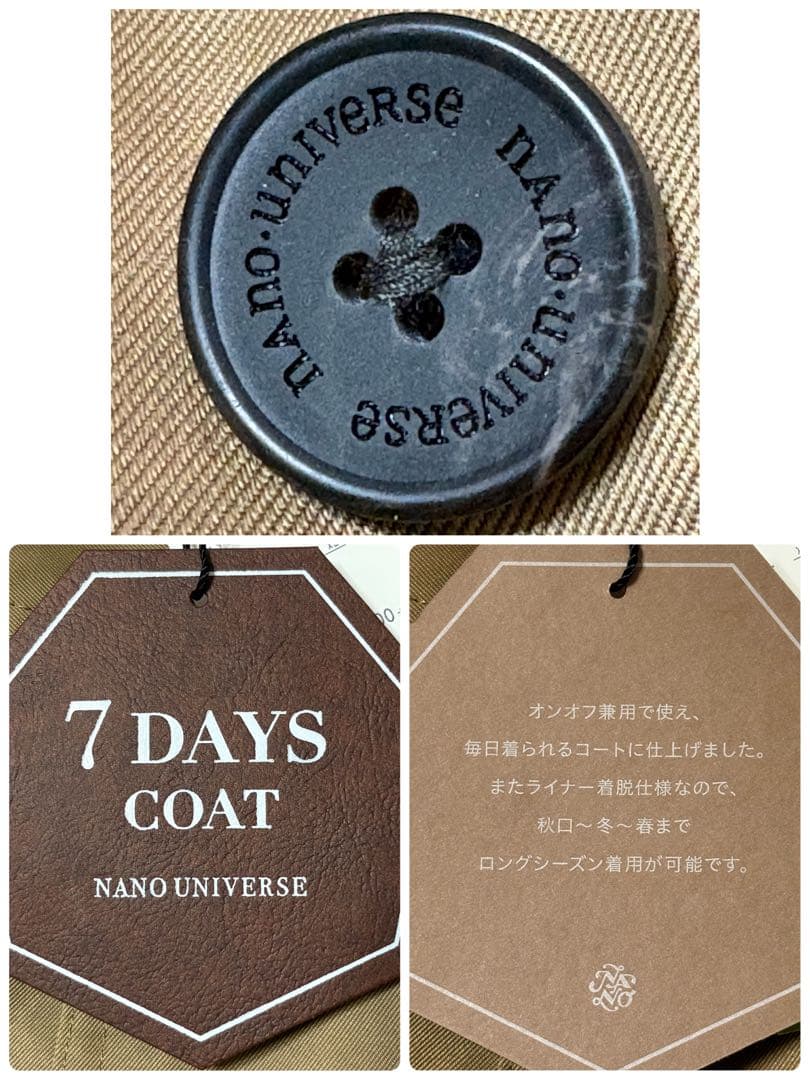 nano·universe nano·universe
7 DAYS
COAT
NANO UNIVERSE
オンオフ兼用で使え、
毎日着られるコートに仕上げました。
またライナー着脱仕様なので、
秋口～冬～春まで
ロングシーズン着用が可能です。
NANO